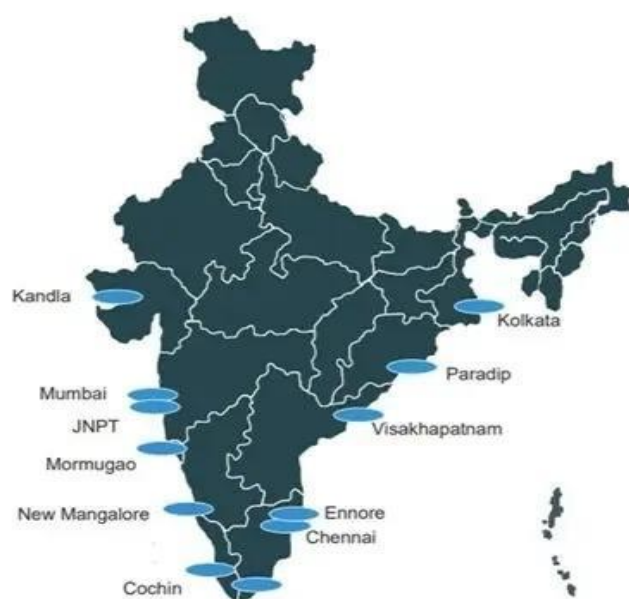 Kandla
Kolkata
Paradip
Mumbai
JNPT
Visakhapatnam
Mormugao
New Mangalore
Ennore
Chennai
Cochin